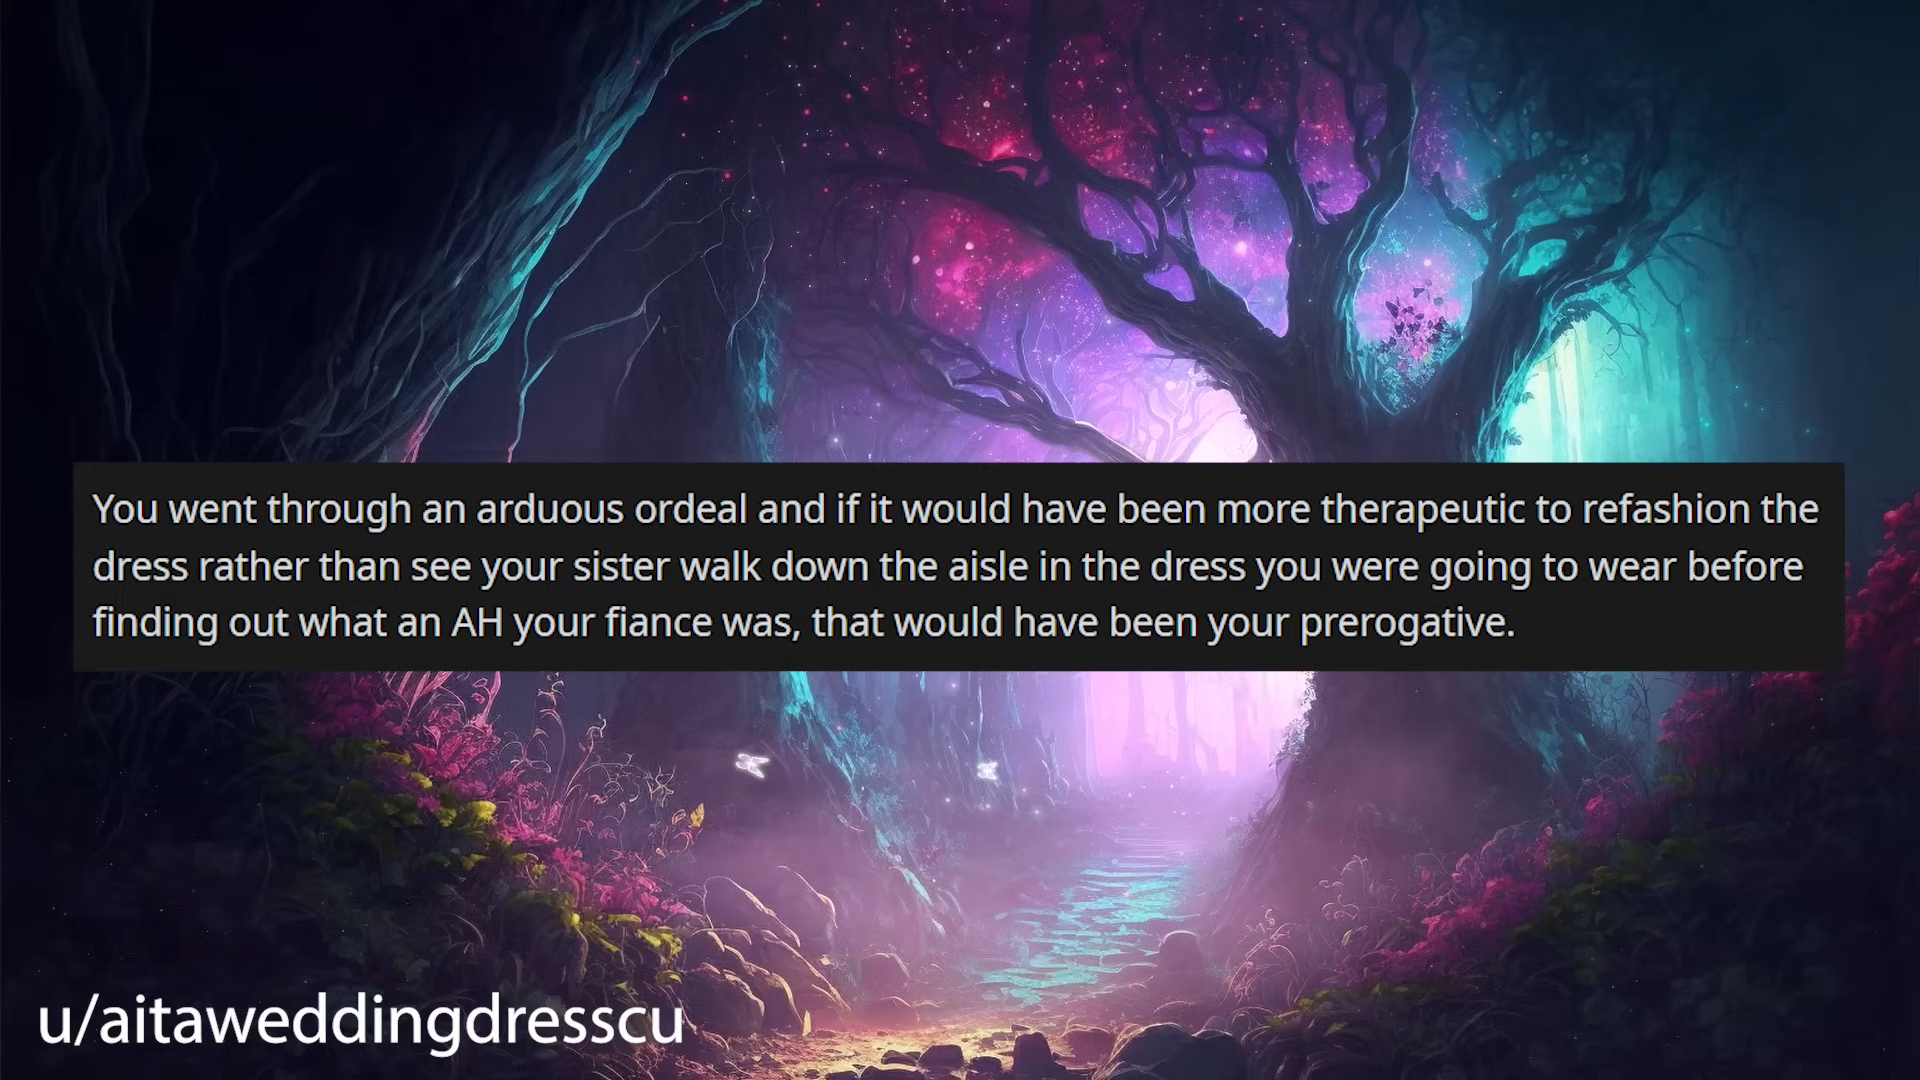 You went through an arduous ordeal and if it would have been more therapeutic to refashion the
dress rather than see your sister walk down the aisle in the dress you were going to wear before
finding out what an AH your fiance was, that would have been your prerogative.
u/aitaweddingdresscu